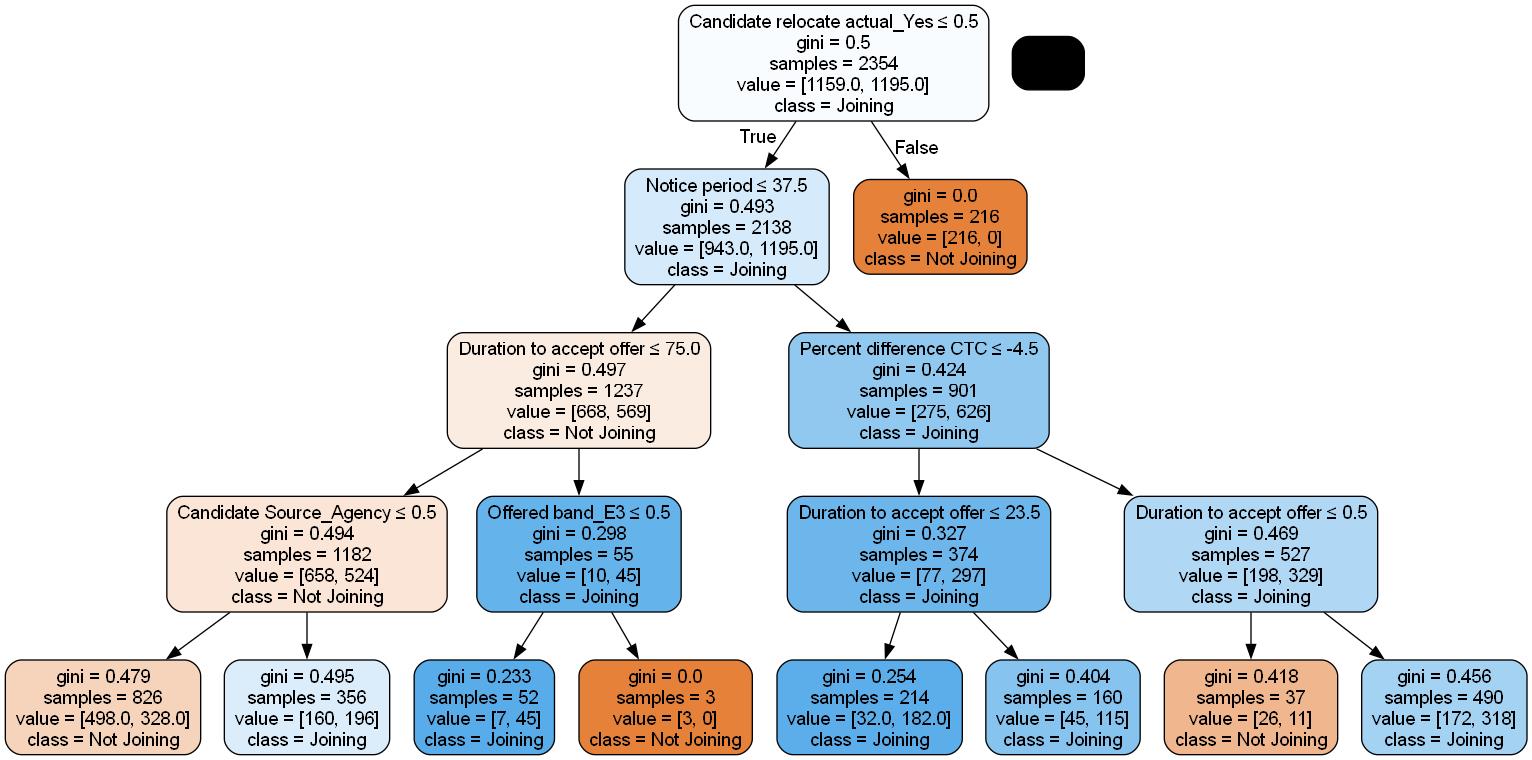 Candidate relocate actual_Yes ≤ 0.5
gini = 0.5
samples = 2354
value = [1159.0, 1195.0]
class = Joining
True
False
Notice period ≤ 37.5
gini = 0.493
samples = 2138
value = [943.0, 1195.0]
class = Joining
gini = 0.0
samples = 216
value = [216, 0]
class = Not Joining
Duration to accept offer ≤ 75.0
gini = 0.497
samples = 1237
value = [668, 569]
class = Not Joining
Percent difference CTC ≤ -4.5
gini = 0.424
samples = 901
value = [275, 626]
class = Joining
Candidate Source_Agency ≤ 0.5
gini = 0.494
samples = 1182
value = [658, 524]
class = Not Joining
Offered band_E3 ≤ 0.5
gini = 0.298
samples = 55
value = [10, 45]
class = Joining
Duration to accept offer ≤ 23.5
gini = 0.327
samples = 374
value = [77, 297]
class = Joining
Duration to accept offer ≤ 0.5
gini = 0.469
samples = 527
value = [198, 329]
class = Joining
gini = 0.479
samples = 826
value = [498.0, 328.0]
class = Not Joining
gini = 0.495
samples = 356
value = [160, 196]
class = Joining
gini = 0.233
samples = 52
value = [7, 45]
class = Joining
gini = 0.0
samples = 3
value = [3, 0]
class = Not Joining
gini = 0.254
samples = 214
value = [32.0, 182.0]
class = Joining
gini = 0.404
samples = 160
value = [45, 115]
class = Joining
gini = 0.418
samples = 37
value = [26, 11]
class = Not Joining
gini = 0.456
samples = 490
value = [172, 318]
class = Joining